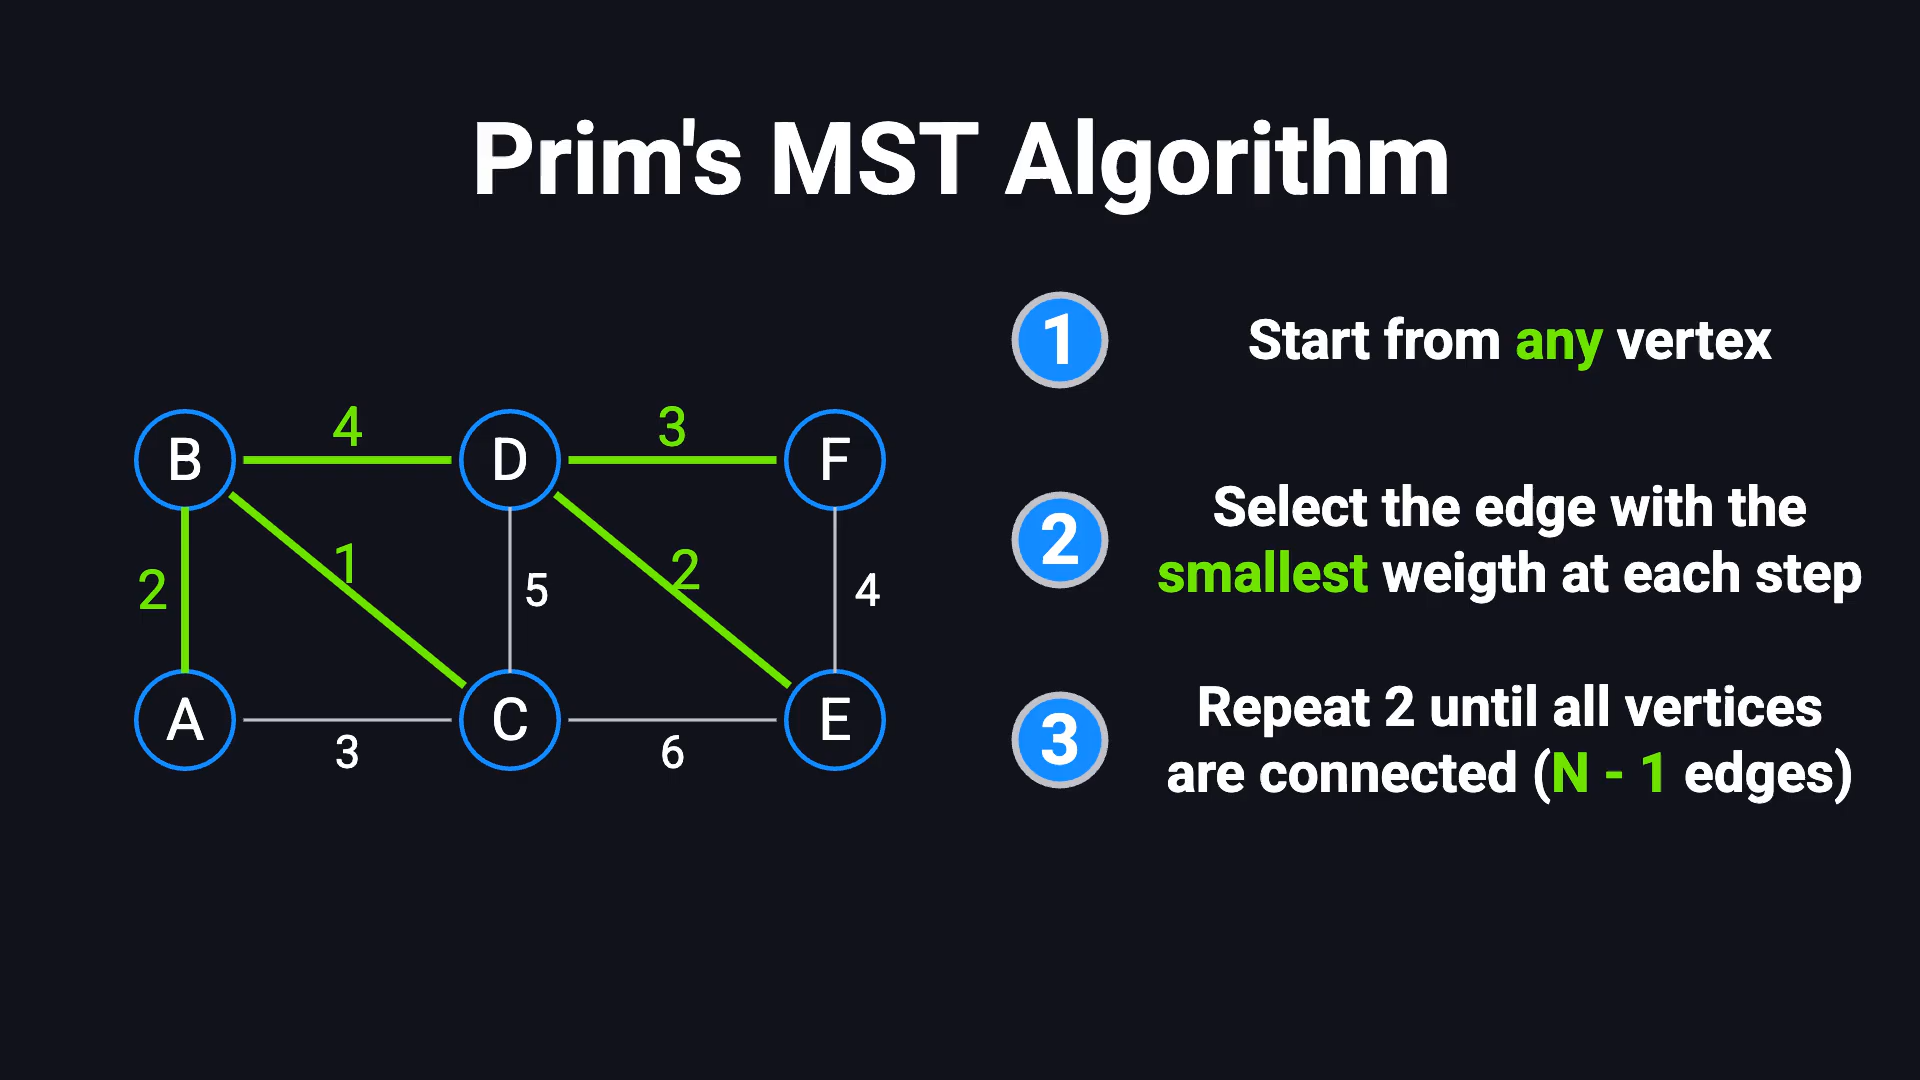 Prim's MST Algorithm
1
Start from any vertex
2
Select the edge with the
smallest weigth at each step
3
Repeat 2 until all vertices
are connected (N - 1 edges)
4
3
B
D
F
2
1
5
2
4
A
C
E
3
6